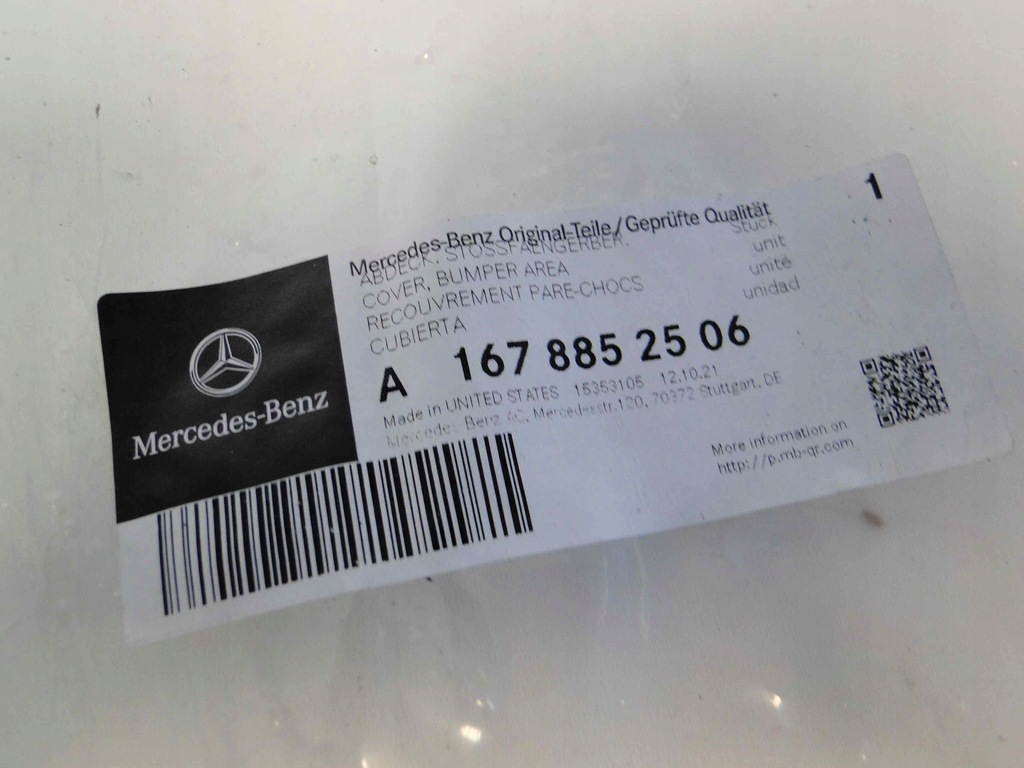 1
Mercedes-Benz Original-Teile/Geprüfte Qualität
ABDECK. STOSSFAENGERBER. Stück
COVER, BUMPER AREA unit
RECOUVREMENT PARE-CHOCS unité
CUBIERTA unidad
A 167 885 25 06
Made in UNITED STATES 15353105 12.10.21
Mercedes-Benz AG, Mercedesstr.120, 70372 Stuttgart, DE
Mercedes-Benz
More information on
http://p.mb-qr.com